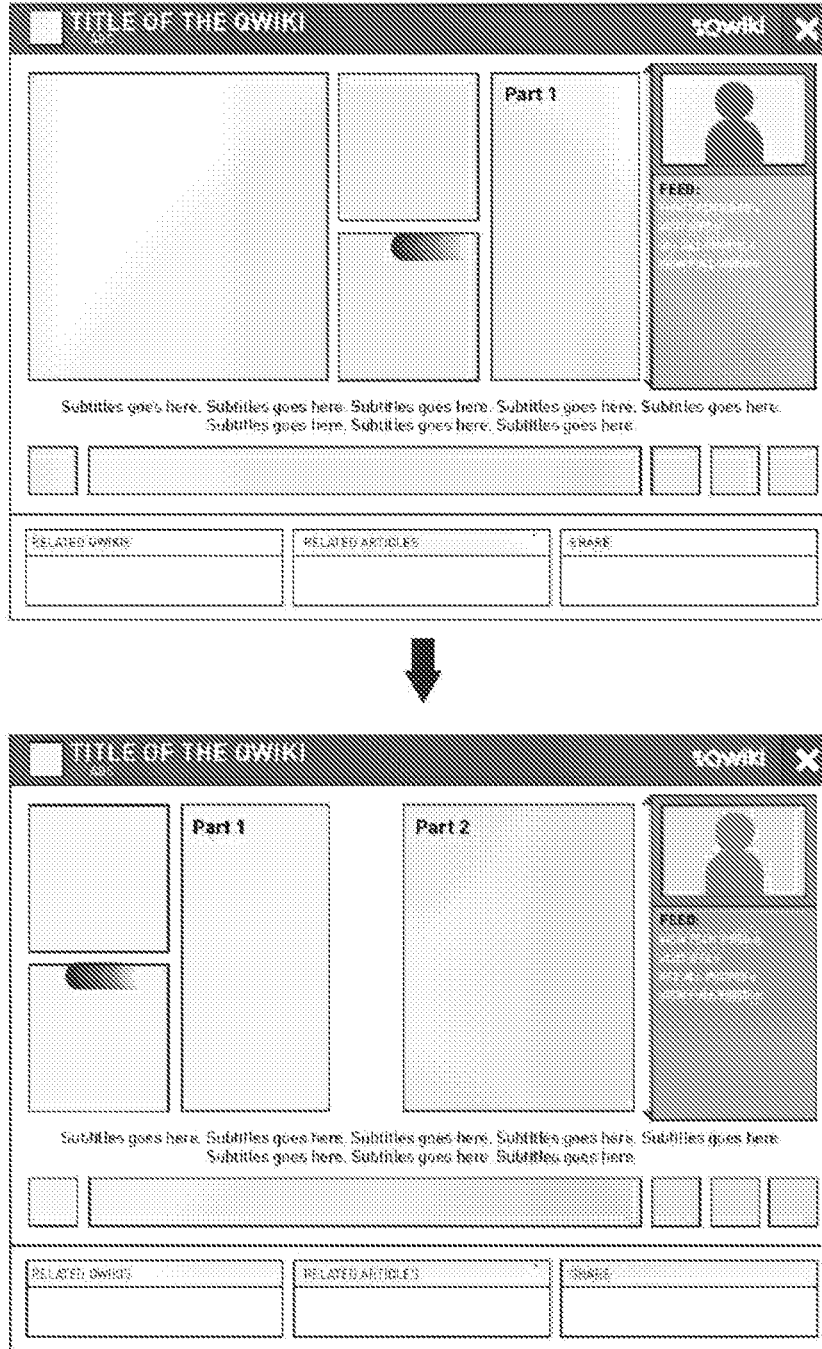 TITLE OF THE QWIKI
Qwiki
Part 1
FEED:
Subtitles goes here. Subtitles goes here. Subtitles goes here. Subtitles goes here. Subtitles goes here.
Subtitles goes here. Subtitles goes here. Subtitles goes here.
RELATED QWIKIS
RELATED ARTICLES
SHARE
TITLE OF THE QWIKI
Qwiki
Part 1
Part 2
FEED:
Subtitles goes here. Subtitles goes here. Subtitles goes here. Subtitles goes here. Subtitles goes here.
Subtitles goes here. Subtitles goes here. Subtitles goes here.
RELATED QWIKIS
RELATED ARTICLES
SHARE